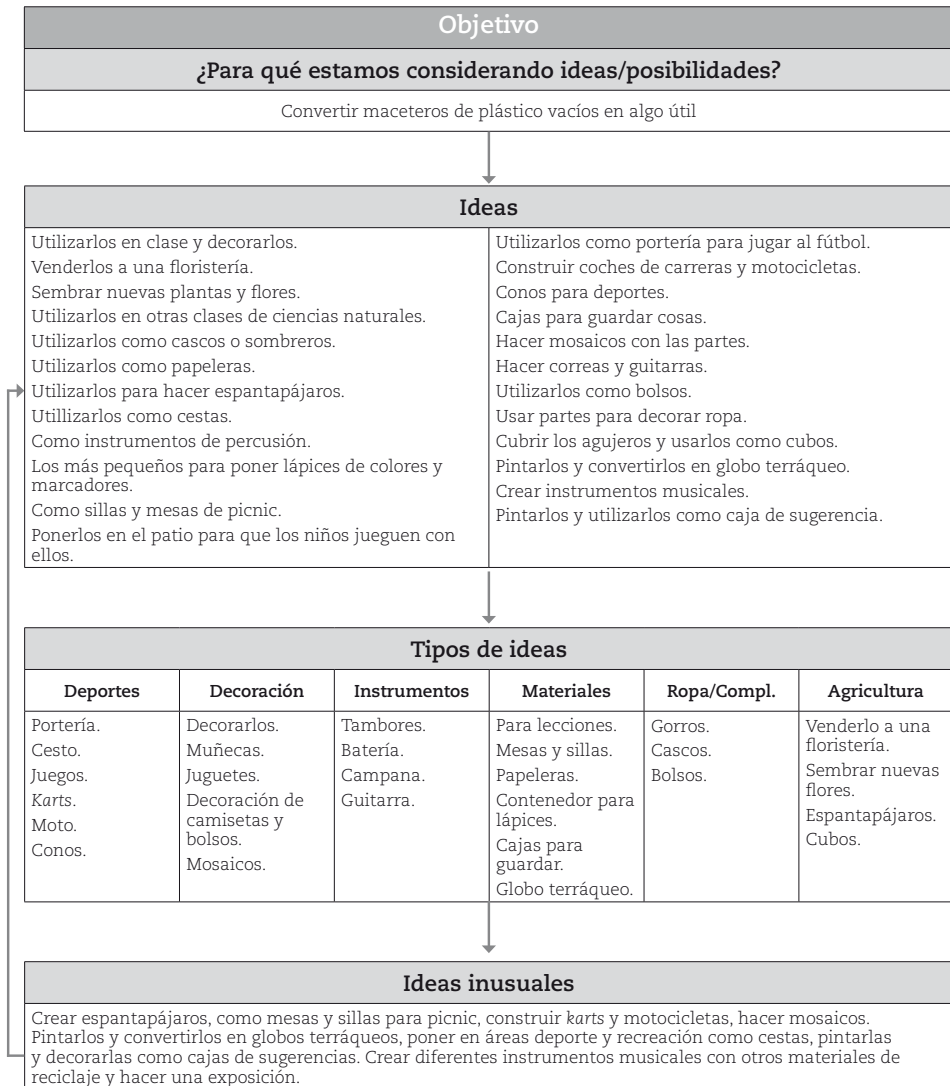 Objetivo
¿Para qué estamos considerando ideas/posibilidades?
Convertir maceteros de plástico vacíos en algo útil
Ideas
Utilizarlos en clase y decorarlos.
Venderlos a una floristería.
Sembrar nuevas plantas y flores.
Utilizarlos en otras clases de ciencias naturales.
Utilizarlos como cascos o sombreros.
Utilizarlos como papeleras.
Utilizarlos para hacer espantapájaros.
Utillizarlos como cestas.
Como instrumentos de percusión.
Los más pequeños para poner lápices de colores y
marcadores.
Como sillas y mesas de picnic.
Ponerlos en el patio para que los niños jueguen con
ellos.
Utilizarlos como portería para jugar al fútbol.
Construir coches de carreras y motocicletas.
Conos para deportes.
Cajas para guardar cosas.
Hacer mosaicos con las partes.
Hacer correas y guitarras.
Utilizarlos como bolsos.
Usar partes para decorar ropa.
Cubrir los agujeros y usarlos como cubos.
Pintarlos y convertirlos en globo terráqueo.
Crear instrumentos musicales.
Pintarlos y utilizarlos como caja de sugerencia.
Tipos de ideas
Deportes
Portería.
Cesto.
Juegos.
Karts.
Moto.
Conos.
Decoración
Decorarlos.
Muñecas.
Juguetes.
Decoración de
camisetas y
bolsos.
Mosaicos.
Instrumentos
Tambores.
Batería.
Campana.
Guitarra.
Materiales
Para lecciones.
Mesas y sillas.
Papeleras.
Contenedor para
lápices.
Cajas para
guardar.
Globo terráqueo.
Ropa/Compl.
Gorros.
Cascos.
Bolsos.
Agricultura
Venderlo a una
floristería.
Sembrar nuevas
flores.
Espantapájaros.
Cubos.
Ideas inusuales
Crear espantapájaros, como mesas y sillas para picnic, construir karts y motocicletas, hacer mosaicos.
Pintarlos y convertirlos en globos terráqueos, poner en áreas deporte y recreación como cestas, pintarlas
y decorarlas como cajas de sugerencias. Crear diferentes instrumentos musicales con otros materiales de
reciclaje y hacer una exposición.